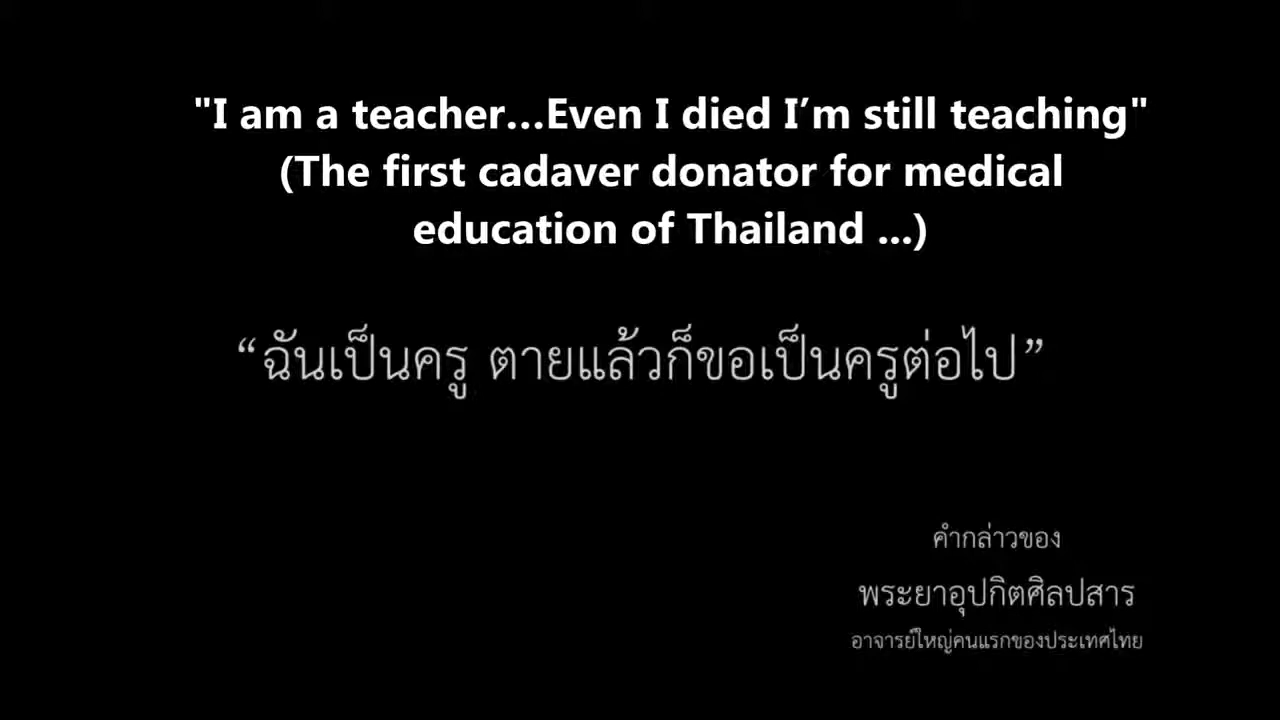 "I am a teacher...Even I died I’m still teaching"
(The first cadaver donator for medical
education of Thailand ...)
“ฉันเป็นครู ตายแล้วก็ขอเป็นครูต่อไป”
คำกล่าวของ
พระยาอุปกิตศิลปสาร
อาจารย์ใหญ่คนแรกของประเทศไทย